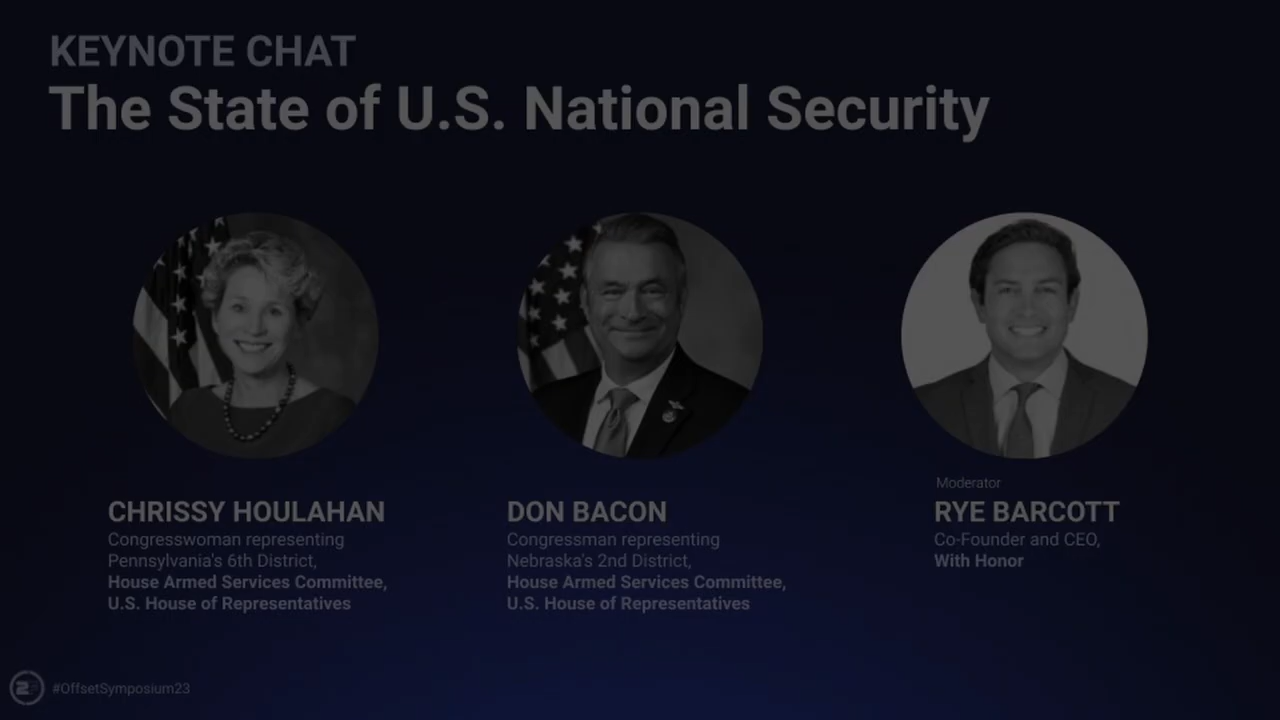 KEYNOTE CHAT
The State of U.S. National Security
CHRISSY HOULAHAN
Congresswoman representing
Pennsylvania's 6th District,
House Armed Services Committee,
U.S. House of Representatives
DON BACON
Congressman representing
Nebraska's 2nd District,
House Armed Services Committee,
U.S. House of Representatives
Moderator
RYE BARCOTT
Co-Founder and CEO,
With Honor
#OffsetSymposium23